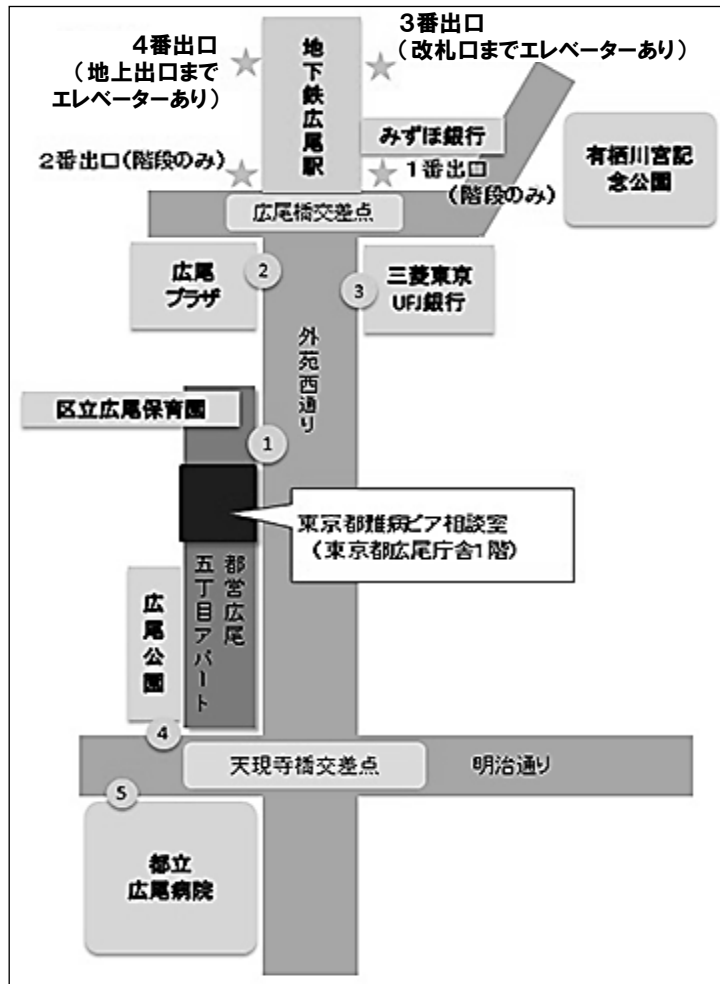 4番出口
（地上出口まで
エレベーターあり）
3番出口
（改札口までエレベーターあり）
地下鉄広尾駅
みずほ銀行
2番出口（階段のみ）
1番出口
（階段のみ）
有栖川宮記
念公園
広尾橋交差点
広尾
プラザ
2
3
三菱東京
UFJ銀行
外苑西通り
区立広尾保育園
1
東京都難病ピア相談室
（東京都広尾庁舎1階）
都営広尾
五丁目アパート
広尾公園
4
天現寺橋交差点
明治通り
5
都立
広尾病院